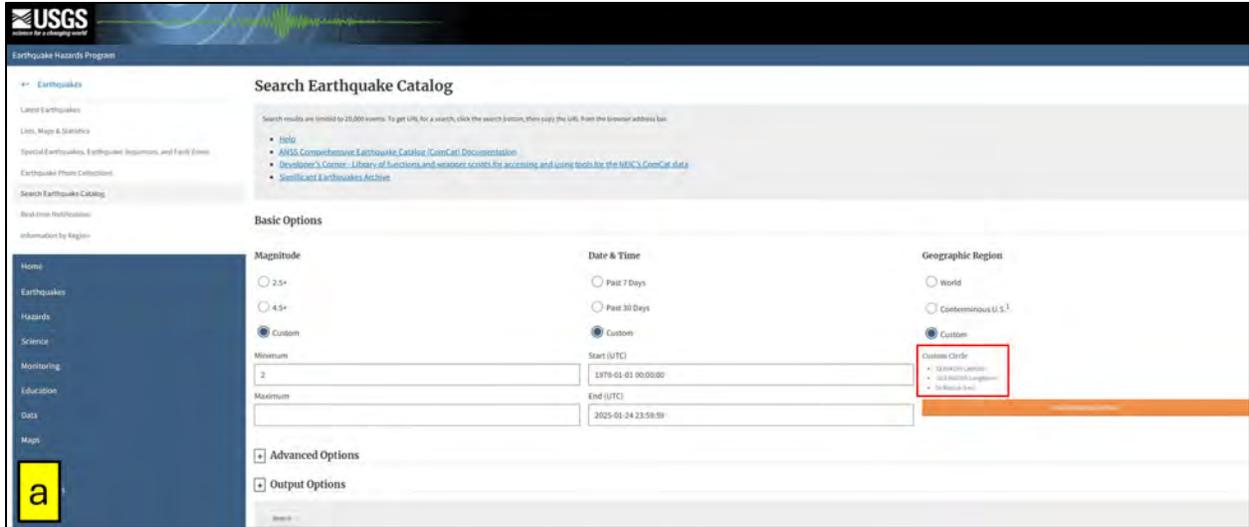 USGS
science for a changing world
Earthquake Hazards Program
← Earthquakes
Latest Earthquakes
Lists, Maps & Statistics
Special Earthquakes, Earthquake Sequences, and Fault Zones
Earthquake Photo Collections
Search Earthquake Catalog
Real-time Notifications
Information by Region
Home
Earthquakes
Hazards
Science
Monitoring
Education
Data
Maps
a
Search Earthquake Catalog
Search results are limited to 20,000 events. To get URL for a search, click the search button, then copy the URL from the browser address bar.
• Help
• ANSS Comprehensive Earthquake Catalog (ComCat) Documentation
• Developer's Corner - Library of functions and wrapper scripts for accessing and using tools for the NEIC's ComCat data
• Significant Earthquakes Archive
Basic Options
Magnitude
2.5+
4.5+
Custom
Minimum
2
Maximum
Date & Time
Past 7 Days
Past 30 Days
Custom
Start (UTC)
1970-01-01 00:00:00
End (UTC)
2025-01-24 23:59:59
Geographic Region
World
Conterminous U.S.1
Custom
Custom Circle
+ Advanced Options
+ Output Options
Search